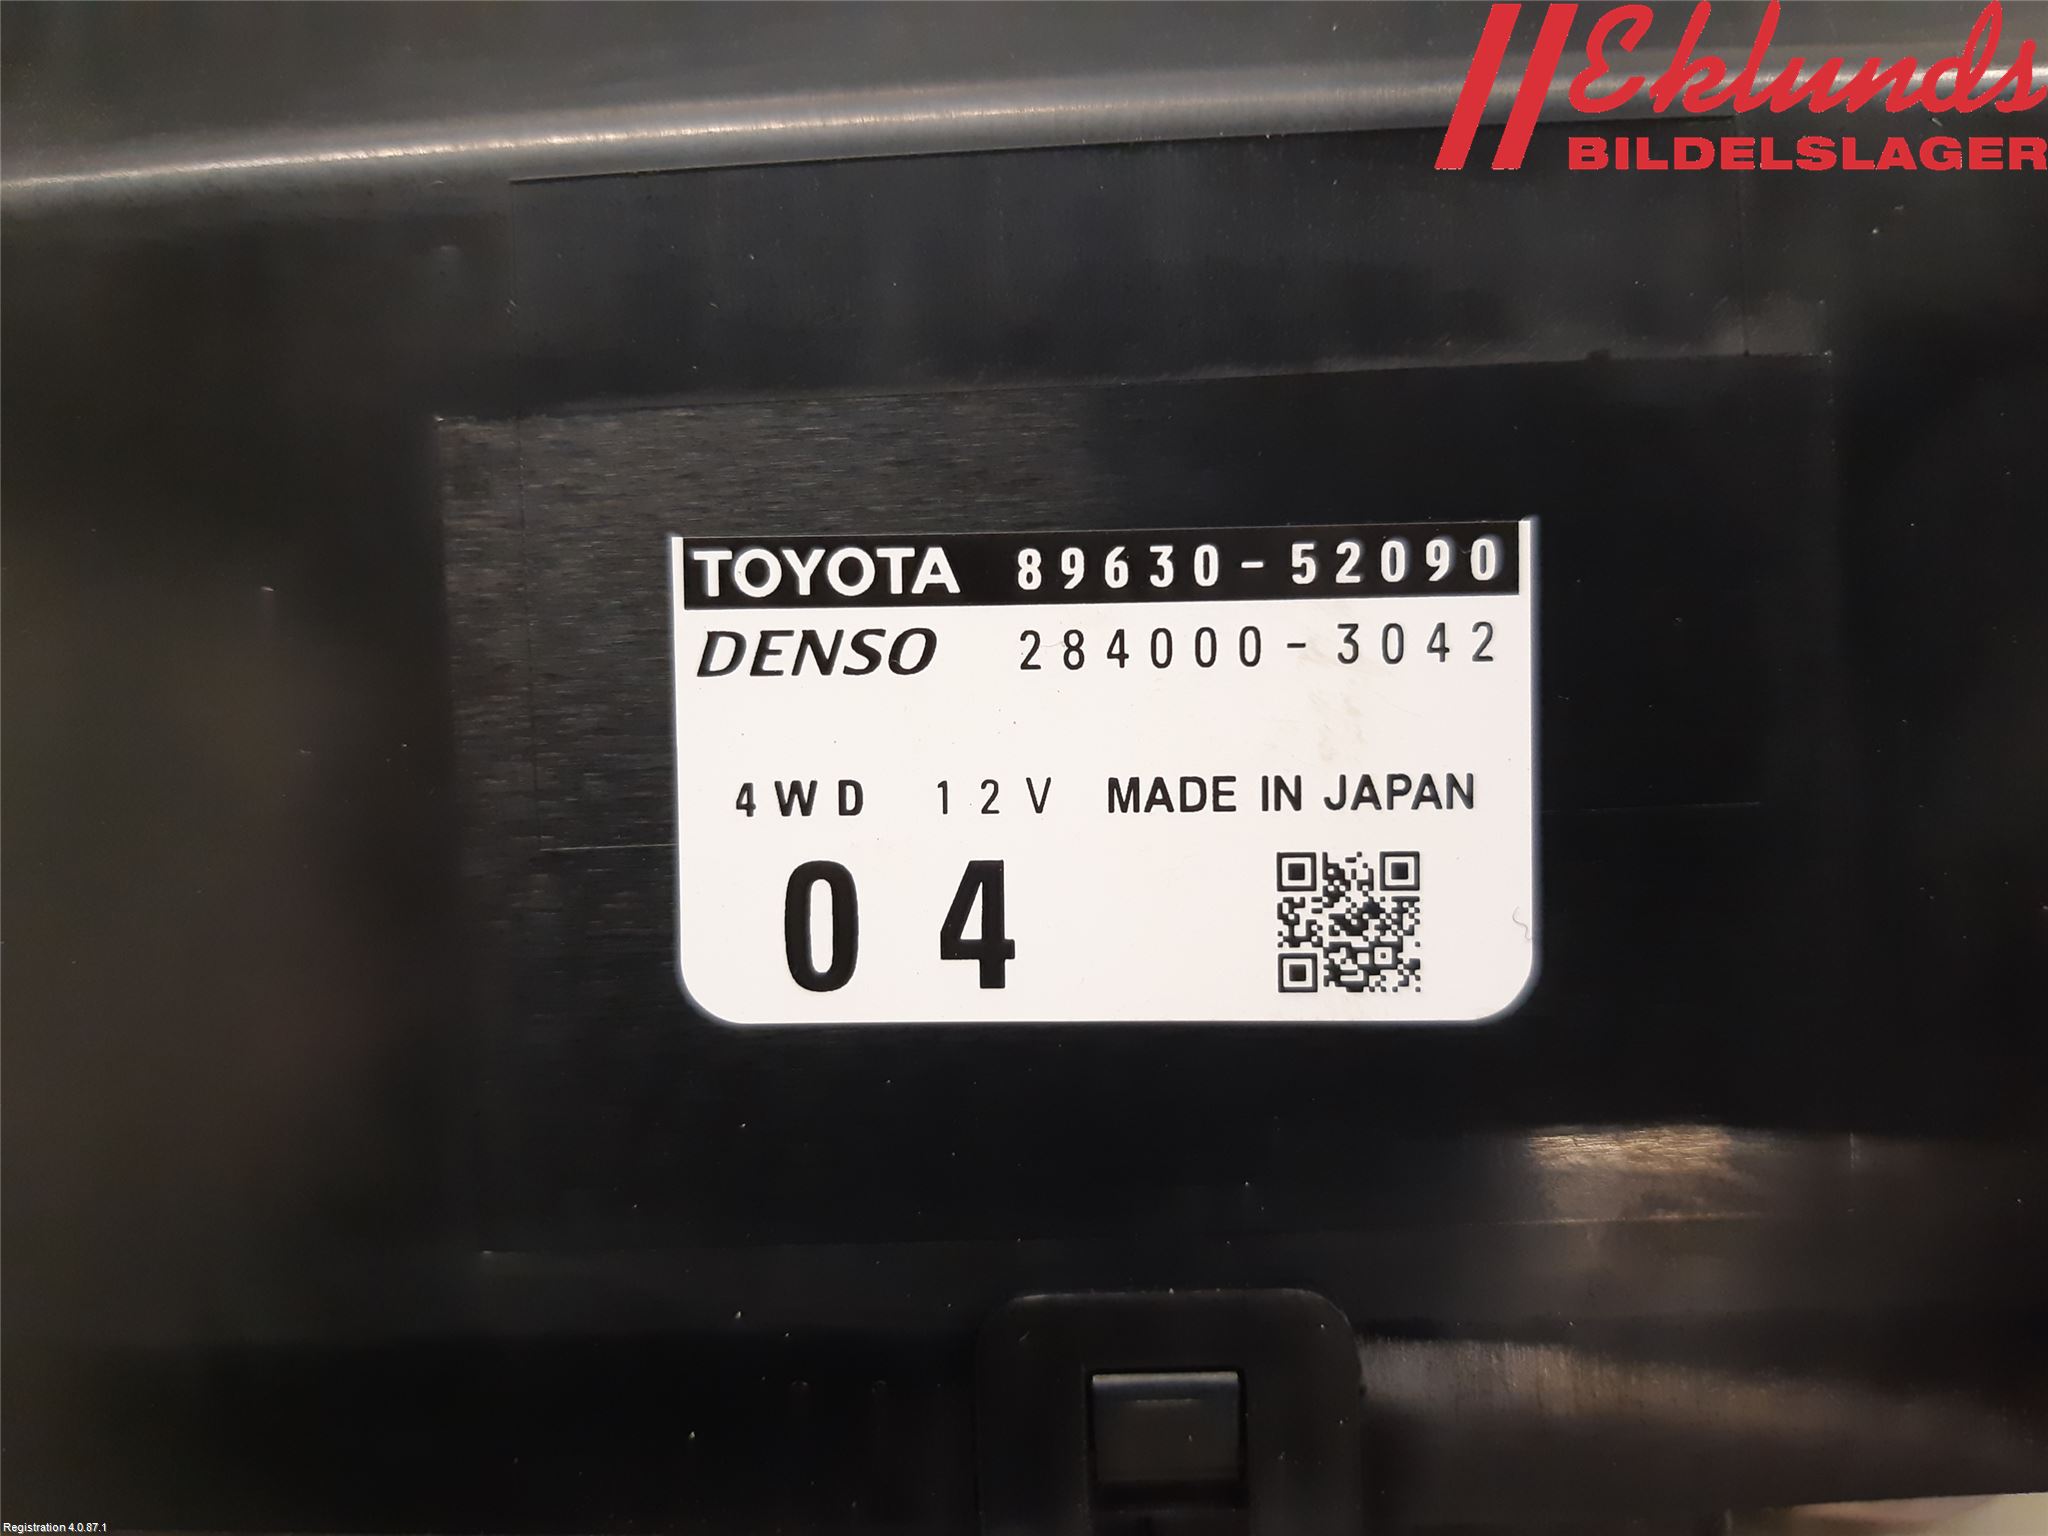 Eklunds
BILDELSLAGER
TOYOTA 89630-52090
DENSO 284000-3042
4WD 12V MADE IN JAPAN
04
Registration 4.0.87.1